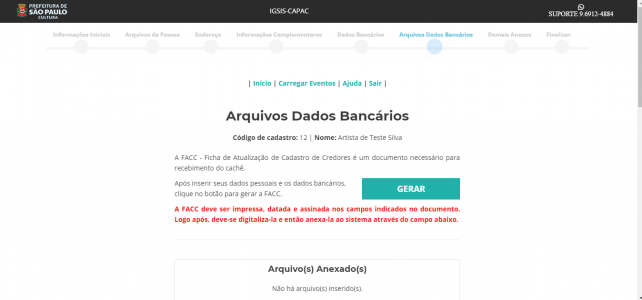 PREFEITURA DE
SÃO PAULO
CULTURA
IGSIS-CAPAC
SUPORTE 9.6912-4884
Informações Iniciais
Arquivos da Pessoa
Endereço
Informações Complementares
Dados Bancários
Arquivos Dados Bancários
Demais Anexos
Finalizar
| Início | Carregar Eventos | Ajuda | Sair |
Arquivos Dados Bancários
Código de cadastro: 12 | Nome: Artista de Teste Silva
A FACC - Ficha de Atualização de Cadastro de Credores é um documento necessário para
recebimento do cachê.
Após inserir seus dados pessoais e os dados bancários,
clique no botão para gerar a FACC.
GERAR
A FACC deve ser impressa, datada e assinada nos campos indicados no documento.
Logo após, deve-se digitaliza-la e então anexa-la ao sistema através do campo abaixo.
Arquivo(s) Anexado(s)
Não há arquivo(s) inserido(s).